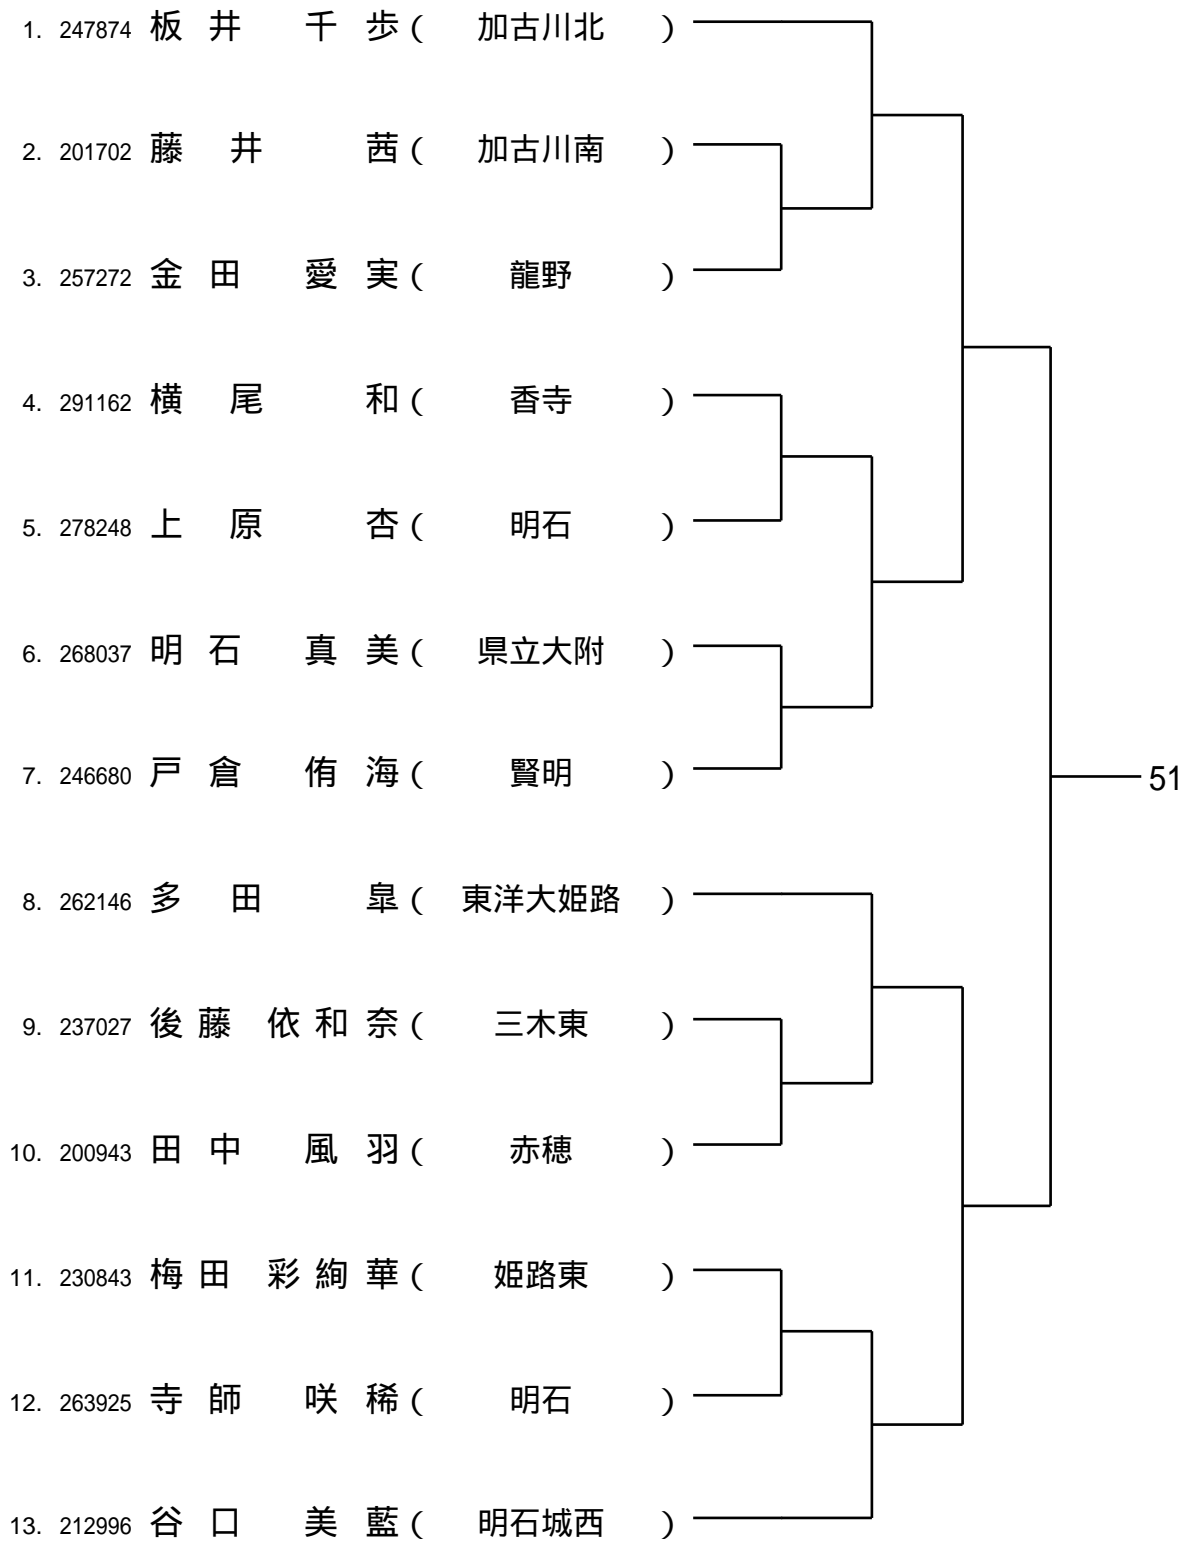 1. 247874 板井 千歩 ( 加古川北 )
2. 201702 藤井 茜 ( 加古川南 )
3. 257272 金田 愛実 ( 龍野 )
4. 291162 横尾 和 ( 香寺 )
5. 278248 上原 杏 ( 明石 )
6. 268037 明石 真美 ( 県立大附 )
7. 246680 戸倉 侑海 ( 賢明 )
51
8. 262146 多田 皐 ( 東洋大姫路 )
9. 237027 後藤 依和奈 ( 三木東 )
10. 200943 田中 風羽 ( 赤穂 )
11. 230843 梅田 彩絢華 ( 姫路東 )
12. 263925 寺師 咲稀 ( 明石 )
13. 212996 谷口 美藍 ( 明石城西 )